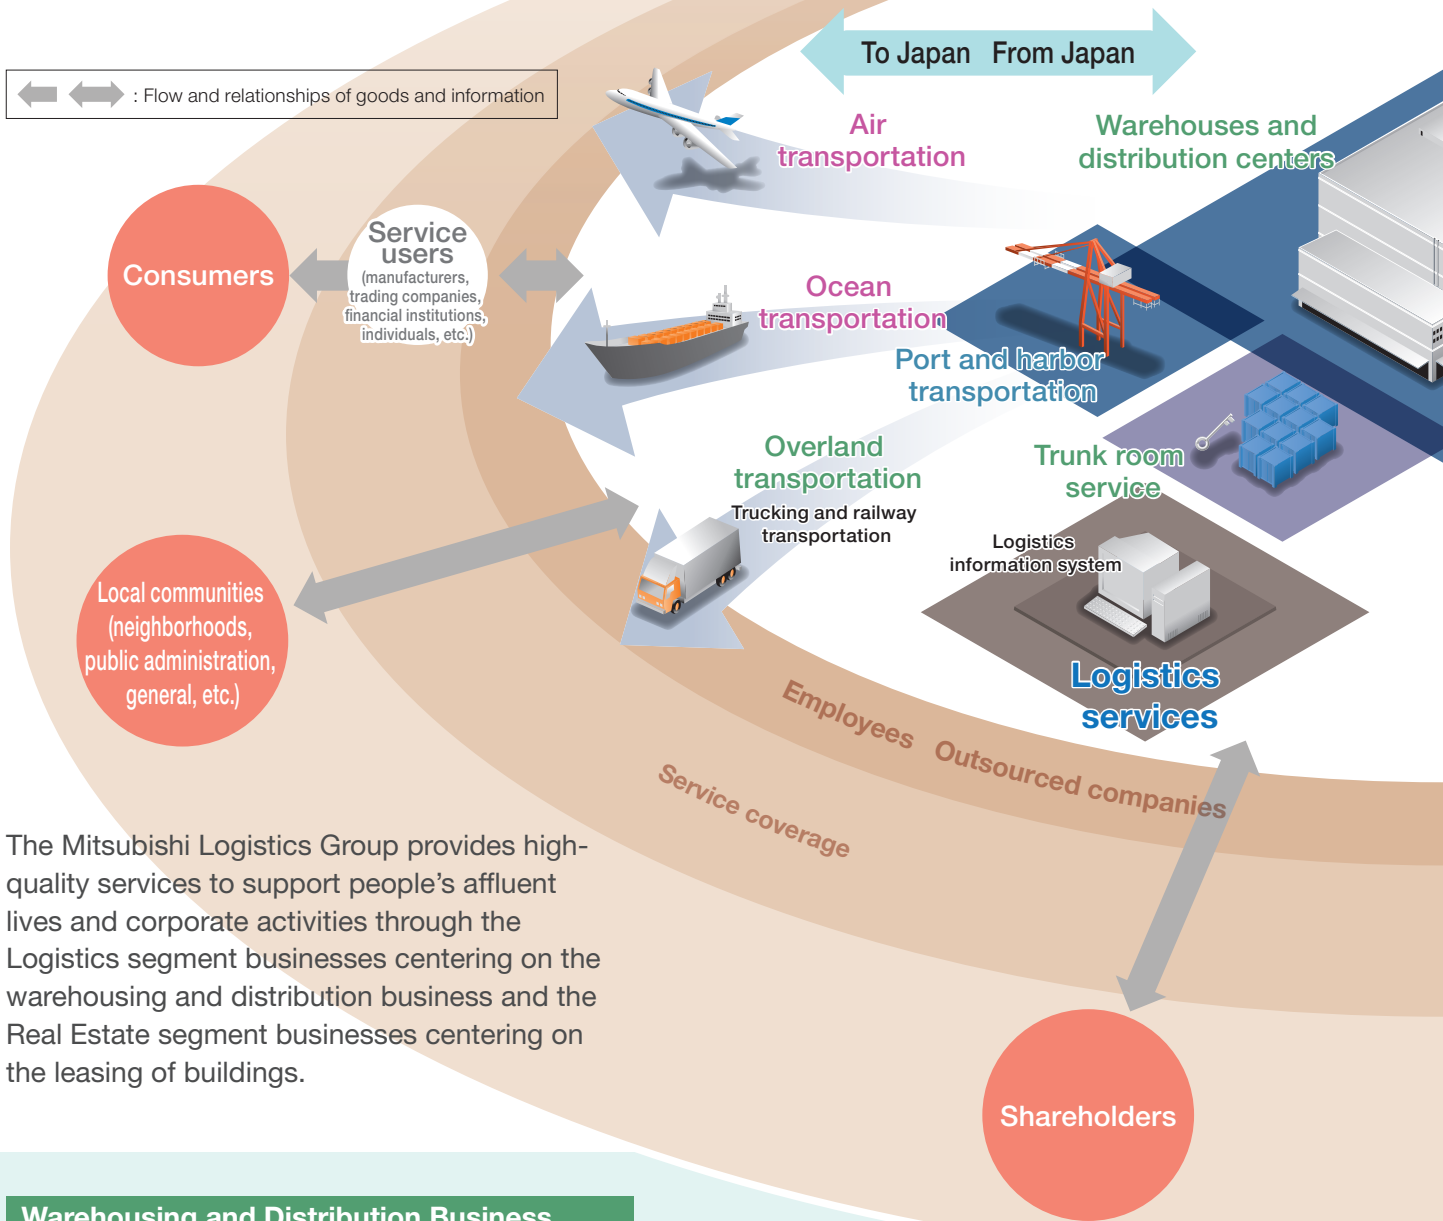 To Japan From Japan
: Flow and relationships of goods and information
Air
transportation
Warehouses and
distribution centers
Consumers
Service
users
(manufacturers,
trading companies,
financial institutions,
individuals, etc.)
Ocean
transportation
Port and harbor
transportation
Overland
transportation
Trucking and railway
transportation
Trunk room
service
Logistics
information system
Logistics
services
Local communities
(neighborhoods,
public administration,
general, etc.)
Employees Outsourced companies
Service coverage
The Mitsubishi Logistics Group provides high-
quality services to support people’s affluent
lives and corporate activities through the
Logistics segment businesses centering on the
warehousing and distribution business and the
Real Estate segment businesses centering on
the leasing of buildings.
Shareholders
Warehousing and Distribution Business